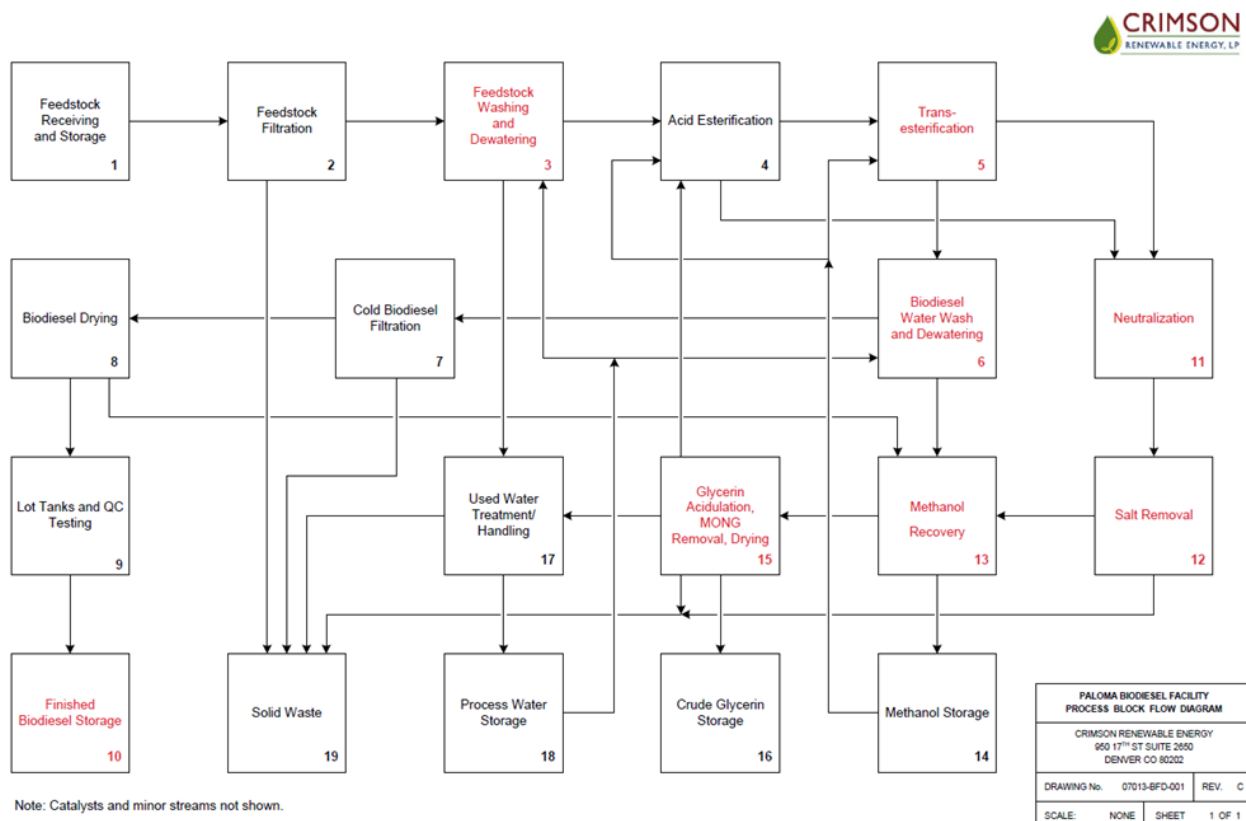 CRIMSON
RENEWABLE ENERGY, LP
Feedstock
Receiving
and Storage
1
Feedstock
Filtration
2
Feedstock
Washing
and
Dewatering
3
Acid Esterification
4
Trans-
esterification
5
Biodiesel Drying
8
Cold Biodiesel
Filtration
7
Biodiesel
Water Wash
and Dewatering
6
Neutralization
11
Lot Tanks and QC
Testing
9
Used Water
Treatment/
Handling
17
Glycerin
Acidulation,
MONG
Removal, Drying
15
Methanol
Recovery
13
Salt Removal
12
Finished
Biodiesel Storage
10
Solid Waste
19
Process Water
Storage
18
Crude Glycerin
Storage
16
Methanol Storage
14
PALOMA BIODIESEL FACILITY
PROCESS BLOCK FLOW DIAGRAM
CRIMSON RENEWABLE ENERGY
950 17TH ST SUITE 2650
DENVER CO 80202
DRAWING No. 07013-BFD-001 REV. C
SCALE: NONE SHEET 1 OF 1
Note: Catalysts and minor streams not shown.